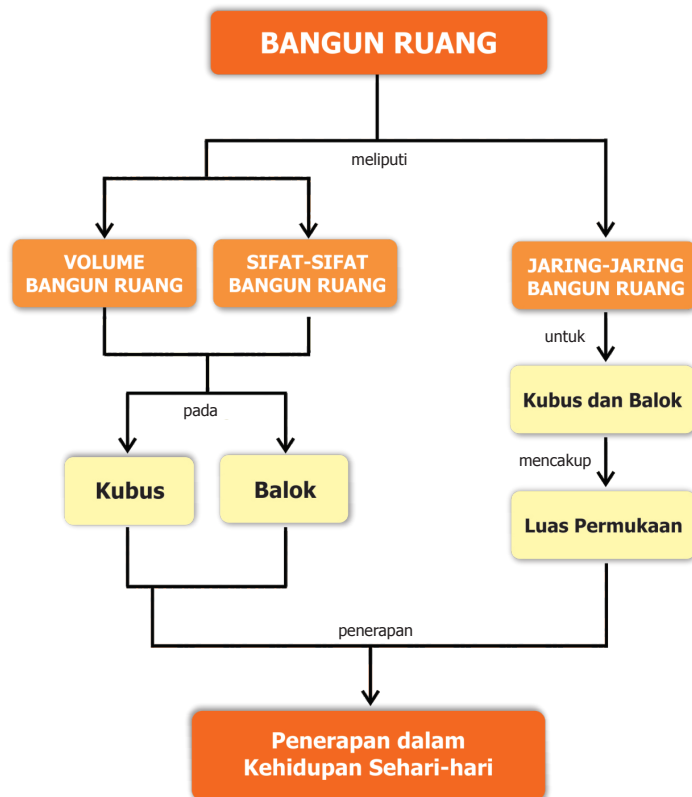 BANGUN RUANG
meliputi
VOLUME
BANGUN RUANG
SIFAT-SIFAT
BANGUN RUANG
JARING-JARING
BANGUN RUANG
untuk
Kubus dan Balok
pada
mencakup
Kubus
Balok
Luas Permukaan
penerapan
Penerapan dalam
Kehidupan Sehari-hari